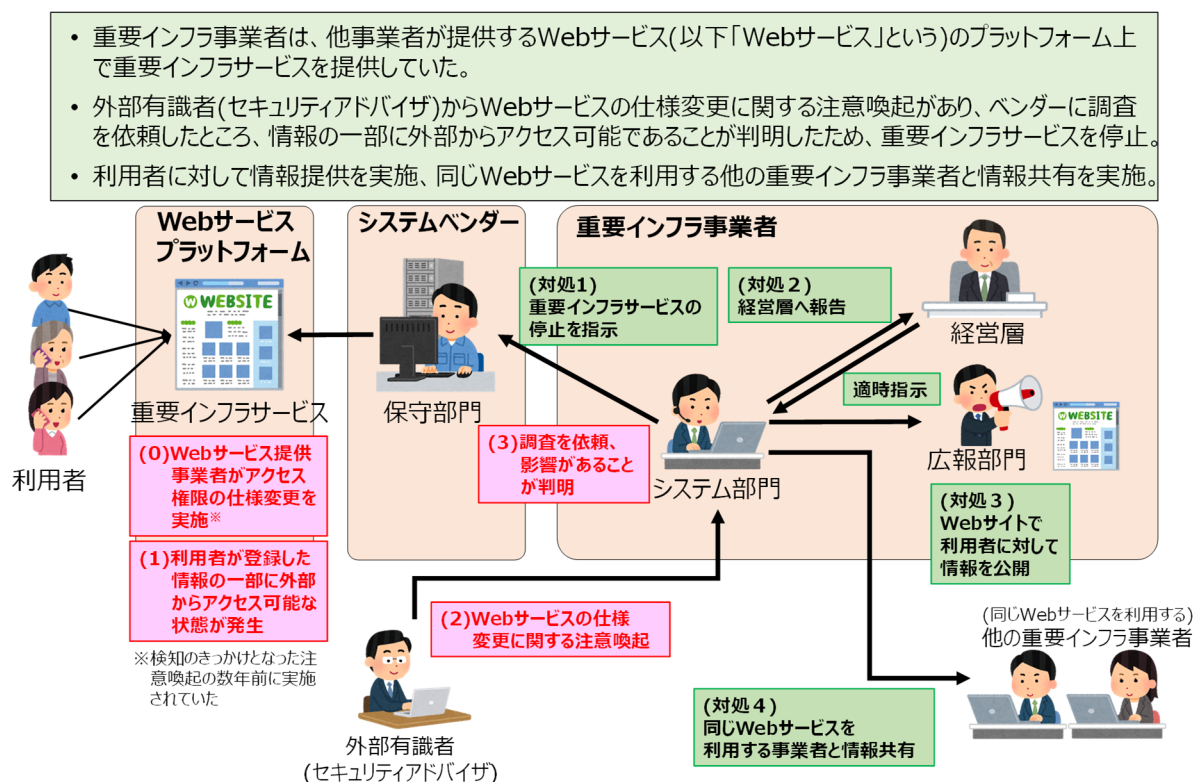 • 重要インフラ事業者は、他事業者が提供するWebサービス(以下「Webサービス」という)のプラットフォーム上
で重要インフラサービスを提供していた。
• 外部有識者(セキュリティアドバイザ)からWebサービスの仕様変更に関する注意喚起があり、ベンダーに調査
を依頼したところ、情報の一部に外部からアクセス可能であることが判明したため、重要インフラサービスを停止。
• 利用者に対して情報提供を実施、同じWebサービスを利用する他の重要インフラ事業者と情報共有を実施。
Webサービス
プラットフォーム
システムベンダー
重要インフラ事業者
WEBSITE
(対処1)
重要インフラサービスの
停止を指示
(対処２)
経営層へ報告
経営層
適時指示
重要インフラサービス
保守部門
利用者
(0)Webサービス提供
事業者がアクセス
権限の仕様変更を
実施※
(3)調査を依頼、
影響があること
が判明
システム部門
広報部門
WEBSITE
(対処３)
Webサイトで
利用者に対して
情報を公開
(1)利用者が登録した
情報の一部に外部
からアクセス可能な
状態が発生
(2)Webサービスの仕様
変更に関する注意喚起
※検知のきっかけとなった注
意喚起の数年前に実施
されていた
外部有識者
(セキュリティアドバイザ)
(同じWebサービスを利用する)
他の重要インフラ事業者
(対処４)
同じWebサービスを
利用する事業者と情報共有